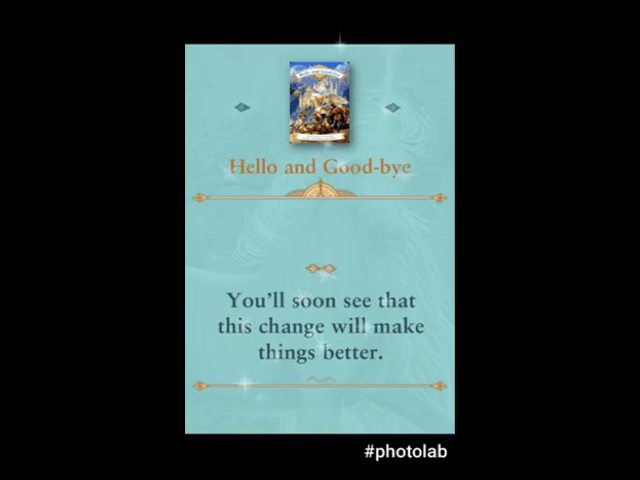 Hello and Good-bye
You'll soon see that
this change will make
things better.
#photolab